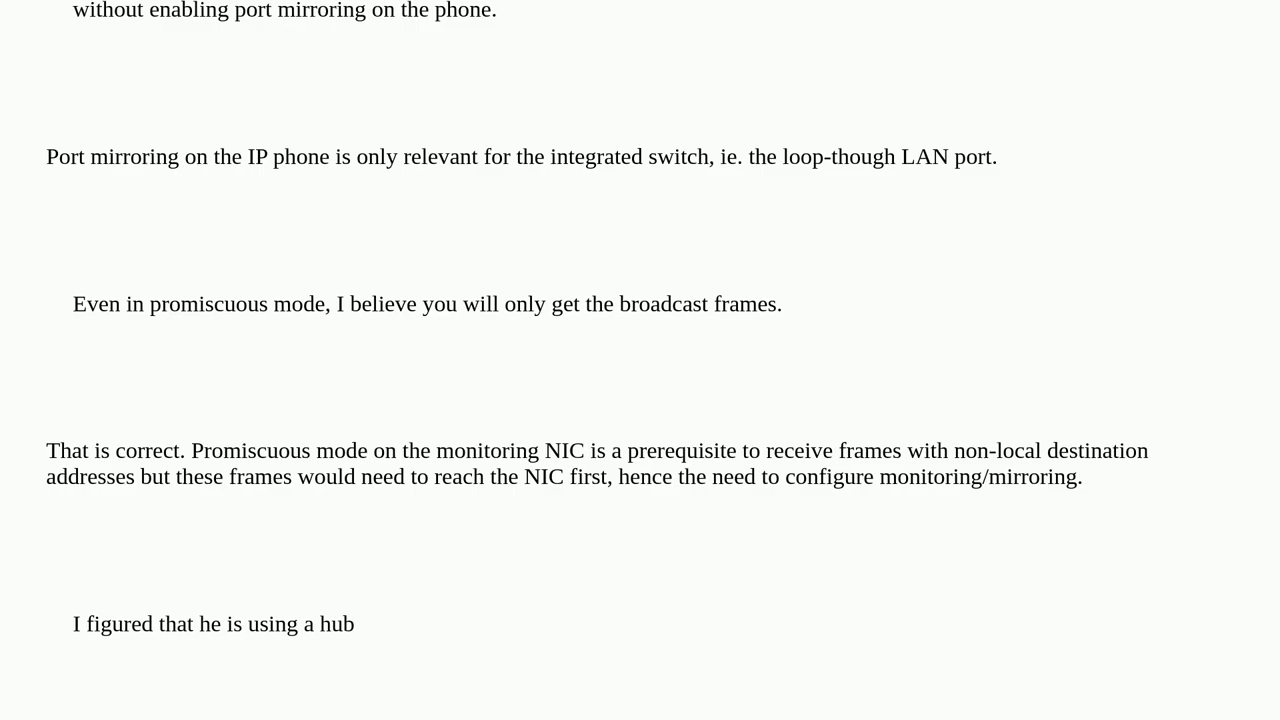 without enabling port mirroring on the phone.
Port mirroring on the IP phone is only relevant for the integrated switch, ie. the loop-though LAN port.
Even in promiscuous mode, I believe you will only get the broadcast frames.
That is correct. Promiscuous mode on the monitoring NIC is a prerequisite to receive frames with non-local destination
addresses but these frames would need to reach the NIC first, hence the need to configure monitoring/mirroring.
I figured that he is using a hub